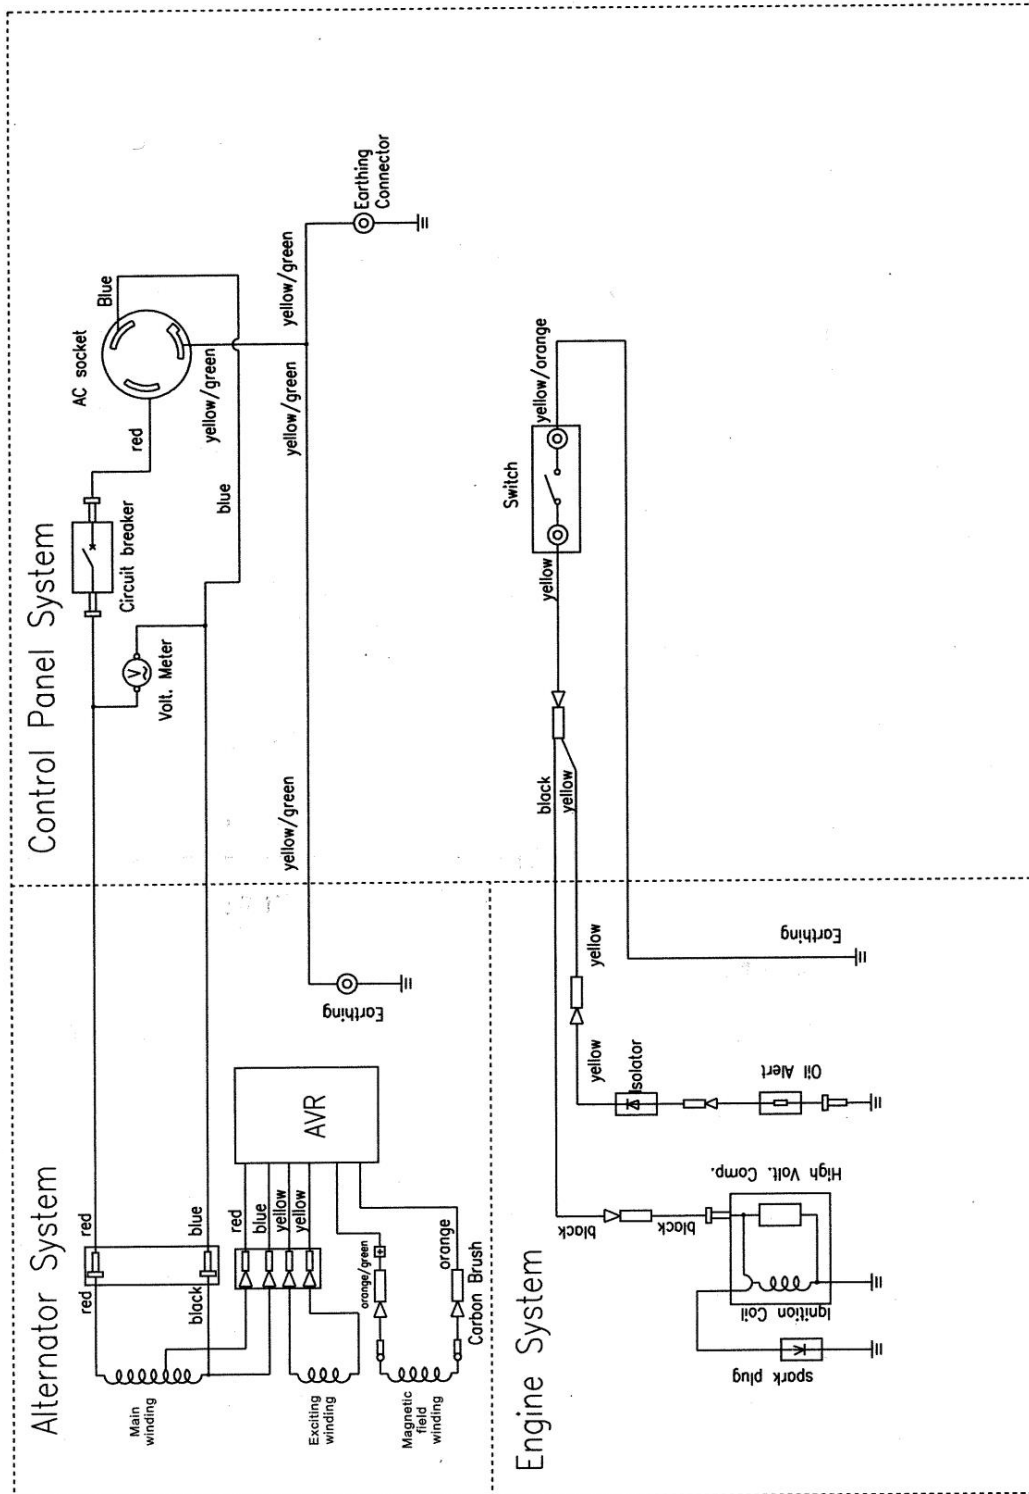 Alternator System
Control Panel System
Engine System
Main
winding
red
red
black
blue
Exciting
winding
red
blue
yellow
yellow
AVR
Magnetic
field
winding
orange/green
orange
Carbon Brush
Earthing
yellow/green
V
Volt. Meter
Circuit breaker
red
AC socket
Blue
blue
yellow/green
yellow/green
yellow/green
Earthing
Connector
spark plug
Ignition Coil
High Volt. Comp.
black
black
Oil Alert
Isolator
yellow
yellow
Earthing
black
yellow
yellow
Switch
yellow/orange